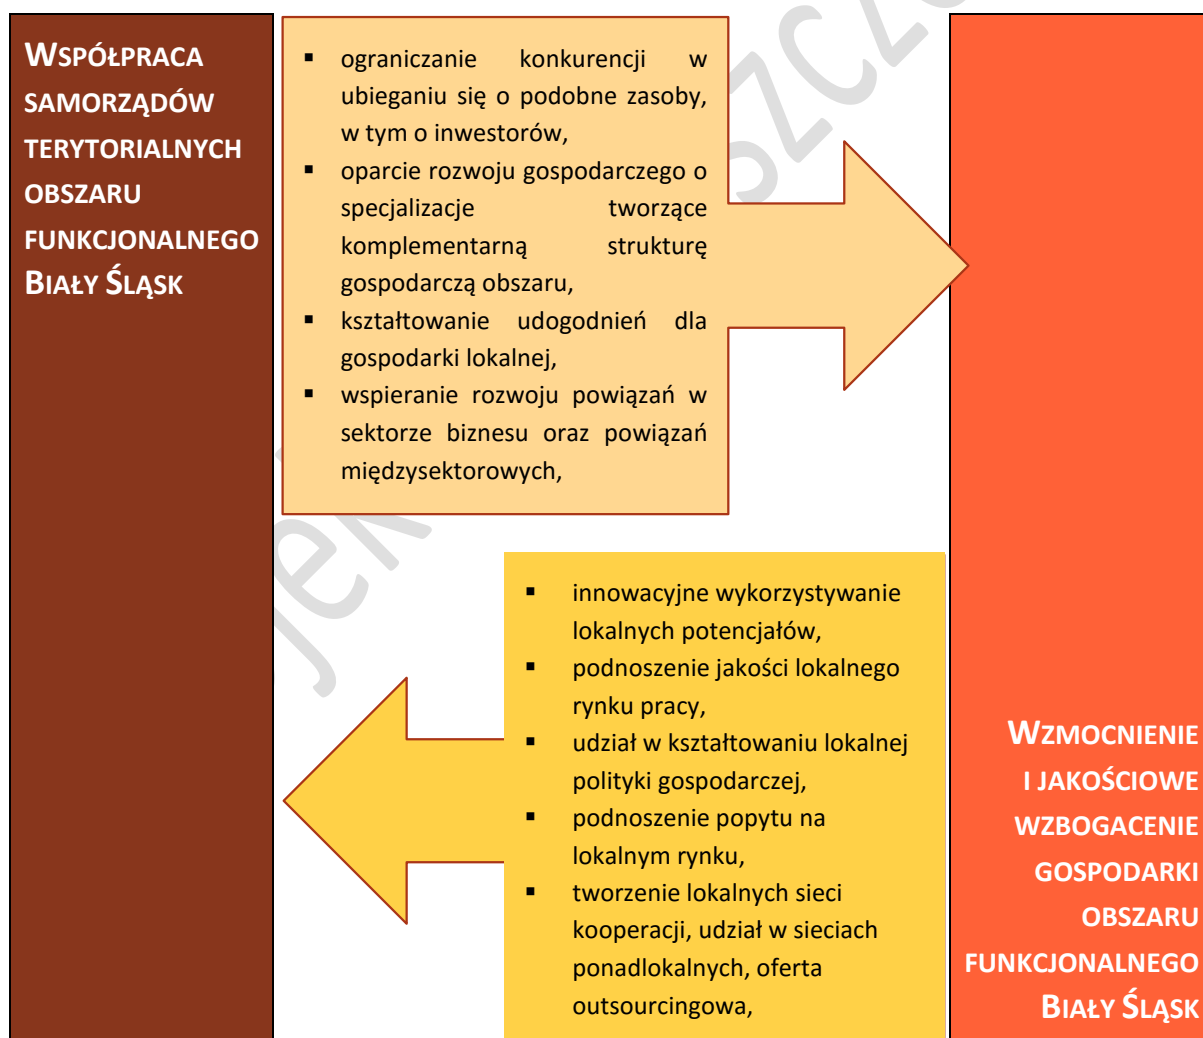 WSPÓŁPRACA
SAMORZĄDÓW
TERYTORIALNYCH
OBSZARU
FUNKCJONALNEGO
BIAŁY ŚLĄSK
▪ ograniczanie konkurencji w
ubieganiu się o podobne zasoby,
w tym o inwestorów,
▪ oparcie rozwoju gospodarczego o
specjalizacje tworzące
komplementarną strukturę
gospodarczą obszaru,
▪ kształtowanie udogodnień dla
gospodarki lokalnej,
▪ wspieranie rozwoju powiązań w
sektorze biznesu oraz powiązań
międzysektorowych,
▪ innowacyjne wykorzystywanie
lokalnych potencjałów,
▪ podnoszenie jakości lokalnego
rynku pracy,
▪ udział w kształtowaniu lokalnej
polityki gospodarczej,
▪ podnoszenie popytu na
lokalnym rynku,
▪ tworzenie lokalnych sieci
kooperacji, udział w sieciach
ponadlokalnych, oferta
outsourcingowa,
WZMOCNIENIE
I JAKOŚCIOWE
WZBOGACENIE
GOSPODARKI
OBSZARU
FUNKCJONALNEGO
BIAŁY ŚLĄSK